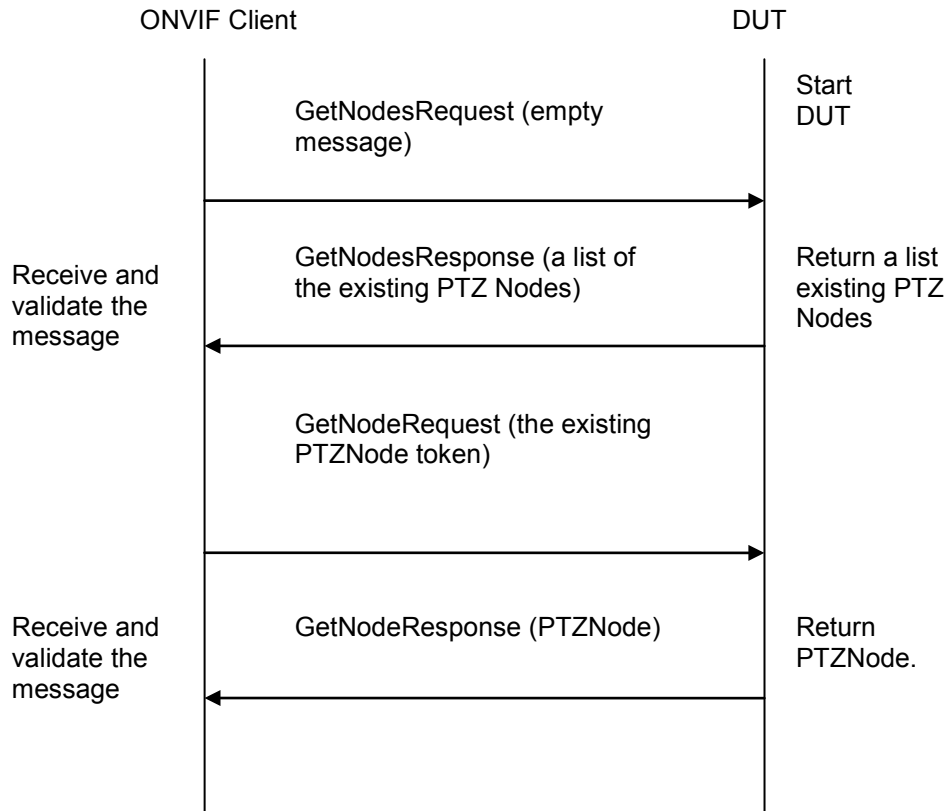 ONVIF Client
DUT
Start
DUT
GetNodesRequest (empty
message)
GetNodesResponse (a list of
the existing PTZ Nodes)
Return a list
existing PTZ
Nodes
Receive and
validate the
message
GetNodeRequest (the existing
PTZNode token)
Receive and
validate the
message
GetNodeResponse (PTZNode)
Return
PTZNode.